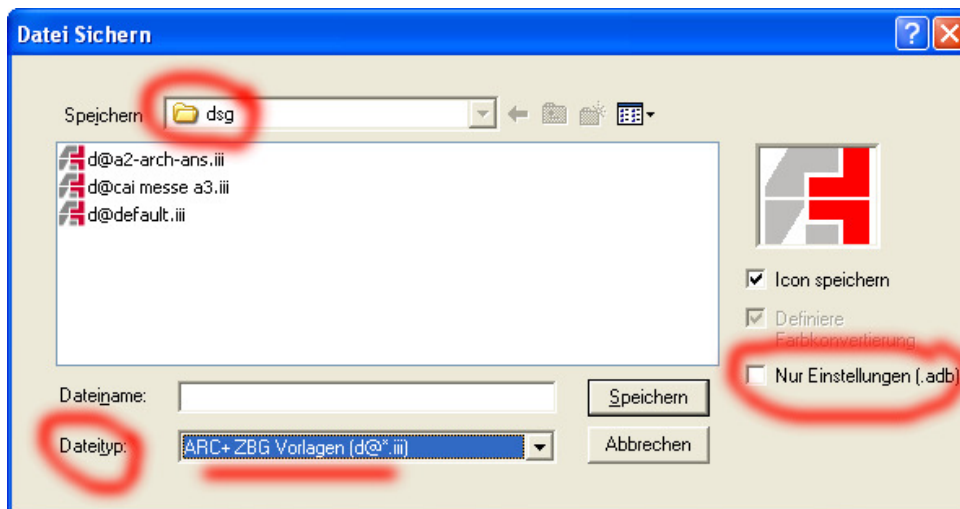 Datei Sichern
Speichern
dsg
d@a2-arch-ans.iii
d@cai messe a3.iii
d@default.iii
Icon speichern
Definiere
Farbkonvertierung
Nur Einstellungen (.adb)
Dateiname:
Speichern
Dateityp:
ARC+ ZBG Vorlagen (d@*.iii)
Abbrechen